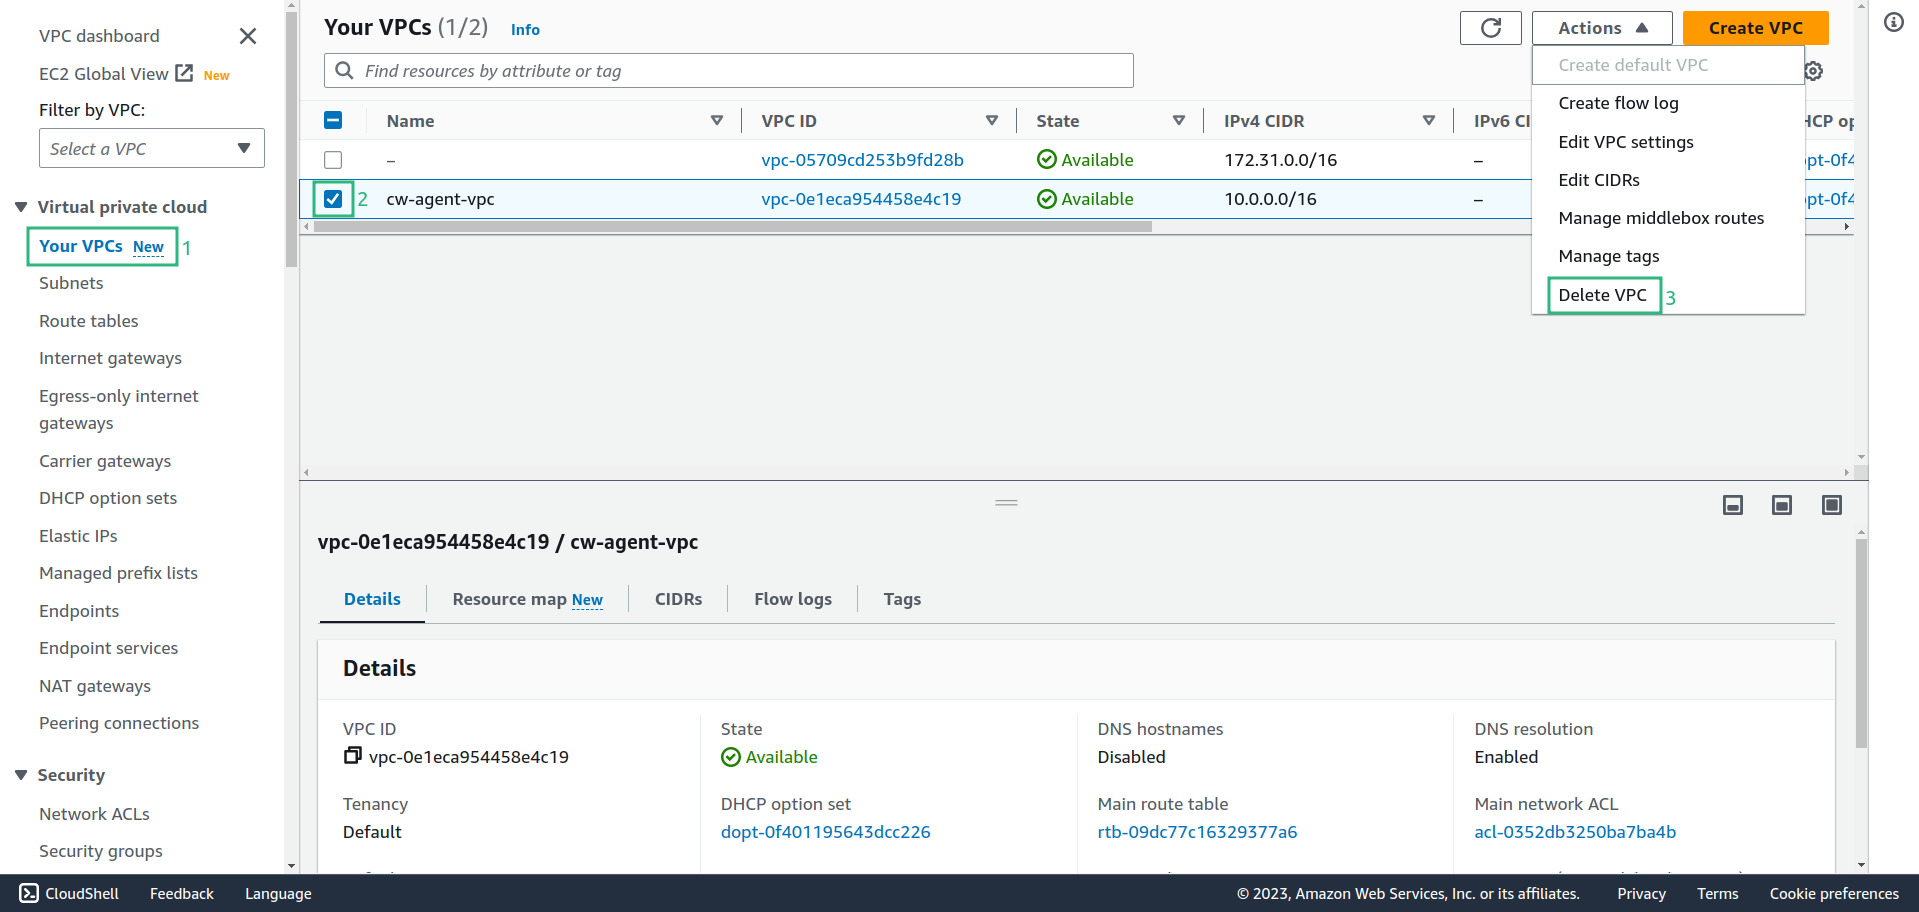 VPC dashboard
EC2 Global View New
Filter by VPC:
Select a VPC
Virtual private cloud
Your VPCs New 1
Subnets
Route tables
Internet gateways
Egress-only internet
gateways
Carrier gateways
DHCP option sets
Elastic IPs
Managed prefix lists
Endpoints
Endpoint services
NAT gateways
Peering connections
Security
Network ACLs
Security groups
Your VPCs (1/2) Info
Actions
Create VPC
Find resources by attribute or tag
Name VPC ID State IPv4 CIDR IPv6 CI HCP op
– vpc-05709cd253b9fd28b Available 172.31.0.0/16 – opt-0f4
2 cw-agent-vpc vpc-0e1eca954458e4c19 Available 10.0.0.0/16 – opt-0f4
Create default VPC
Create flow log
Edit VPC settings
Edit CIDRs
Manage middlebox routes
Manage tags
Delete VPC 3
vpc-0e1eca954458e4c19 / cw-agent-vpc
Details Resource map New CIDRs Flow logs Tags
Details
VPC ID State DNS hostnames DNS resolution
vpc-0e1eca954458e4c19 Available Disabled Enabled
Tenancy DHCP option set Main route table Main network ACL
Default dopt-0f401195643dcc226 rtb-09dc77c16329377a6 acl-0352db3250ba7ba4b
CloudShell Feedback Language © 2023, Amazon Web Services, Inc. or its affiliates. Privacy Terms Cookie preferences